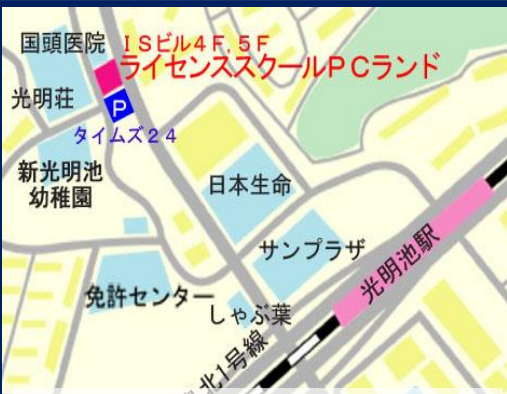 国頭医院
ISビル4F,5F
ライセンススクールPCランド
光明荘
P
タイムズ24
新光明池
幼稚園
日本生命
サンプラザ
光明池駅
免許センター
しゃぶ葉
北1号線